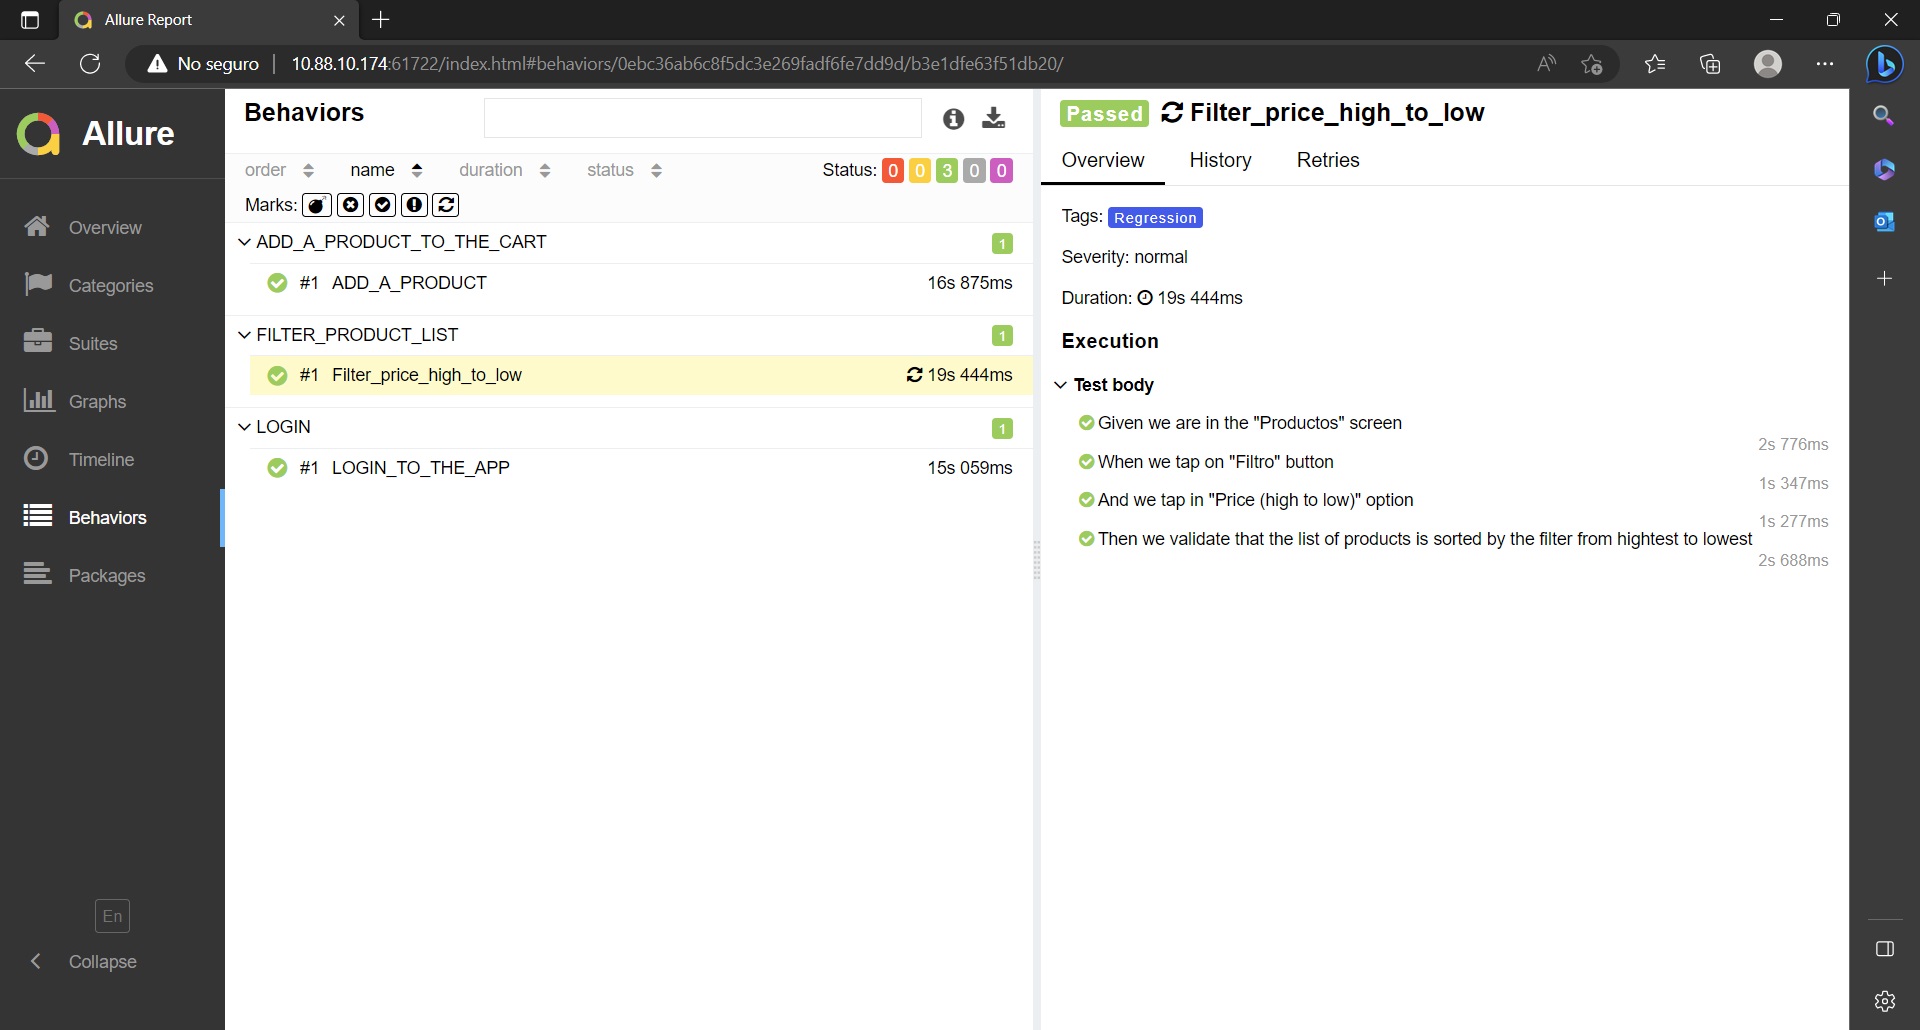 Allure Report
No seguro
10.88.10.174:61722/index.html#behaviors/0ebc36ab6c8f5dc3e269fadf6fe7dd9d/b3e1dfe63f51db20/
Allure
Overview
Categories
Suites
Graphs
Timeline
Behaviors
Packages
En
Collapse
Behaviors
order name duration status Status: 0 0 3 0 0
Marks:
ADD_A_PRODUCT_TO_THE_CART 1
#1 ADD_A_PRODUCT 16s 875ms
FILTER_PRODUCT_LIST 1
#1 Filter_price_high_to_low 19s 444ms
LOGIN 1
#1 LOGIN_TO_THE_APP 15s 059ms
Passed Filter_price_high_to_low
Overview History Retries
Tags: Regression
Severity: normal
Duration: 19s 444ms
Execution
Test body
Given we are in the "Productos" screen
2s 776ms
When we tap on "Filtro" button
1s 347ms
And we tap in "Price (high to low)" option
1s 277ms
Then we validate that the list of products is sorted by the filter from hightest to lowest
2s 688ms